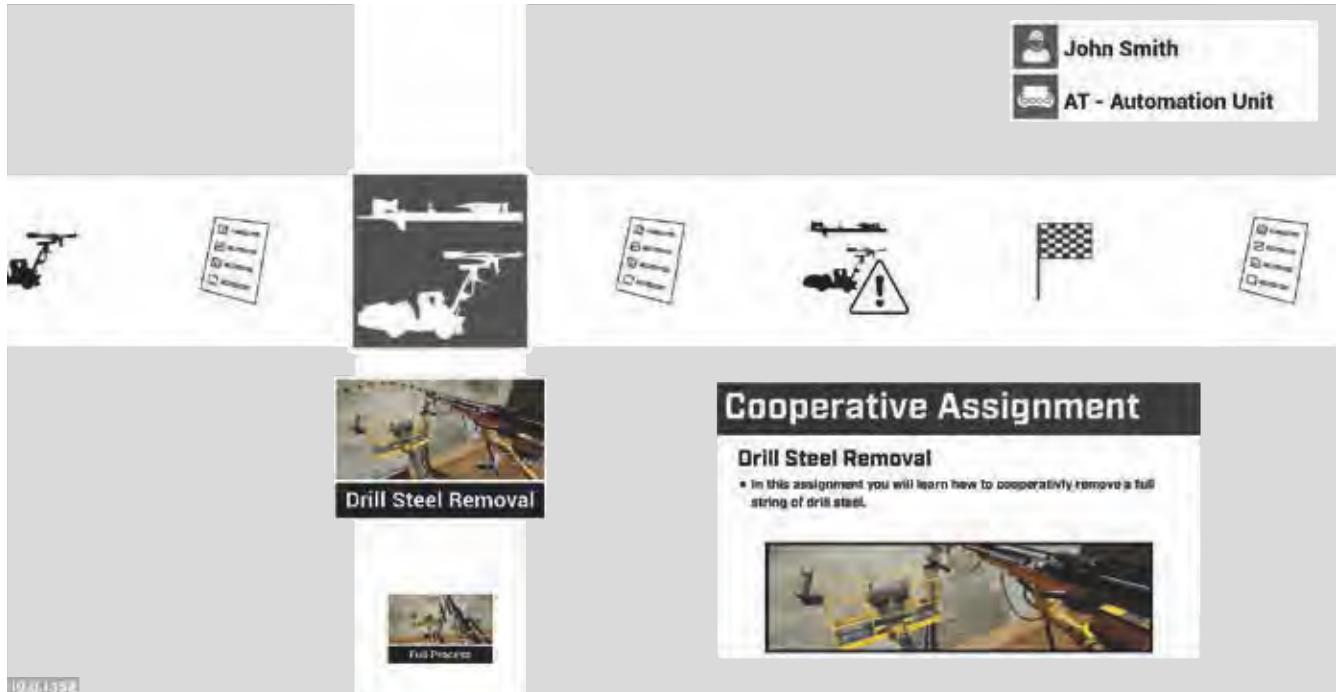 John Smith
AT - Automation Unit
Drill Steel Removal
Full Process
Cooperative Assignment
Drill Steel Removal
• In this assignment you will learn how to cooperativly remove a full
string of drill steel.